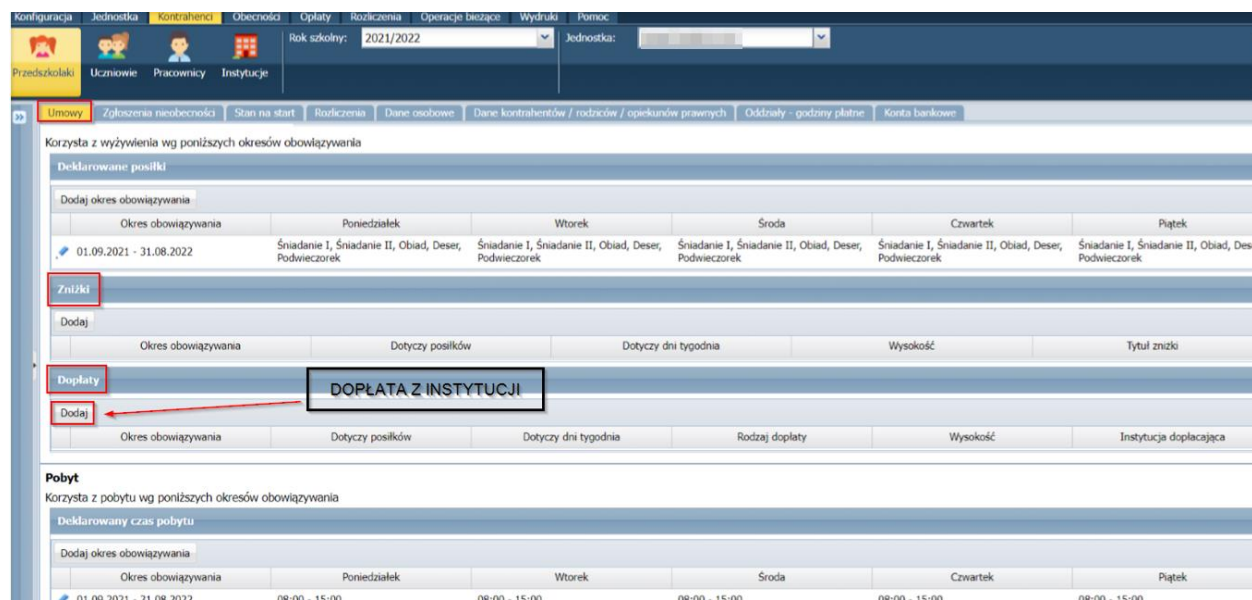 Konfiguracja Jednostka Kontrahenci Obecności Opłaty Rozliczenia Operacje bieżące Wydruki Pomoc
Rok szkolny: 2021/2022 Jednostka:
Przedszkolaki Uczniowie Pracownicy Instytucje
Umowy Zgłoszenia nieobecności Stan na start Rozliczenia Dane osobowe Dane kontrahentów / rodziców / opiekunów prawnych Oddziały - godziny płatne Konta bankowe
Korzysta z wyżywienia wg poniższych okresów obowiązywania
Deklarowane posiłki
Dodaj okres obowiązywania
Okres obowiązywania Poniedziałek Wtorek Środa Czwartek Piątek
01.09.2021 - 31.08.2022 Śniadanie I, Śniadanie II, Obiad, Deser, Śniadanie I, Śniadanie II, Obiad, Deser, Śniadanie I, Śniadanie II, Obiad, Deser, Śniadanie I, Śniadanie II, Obiad, Deser, Śniadanie I, Śniadanie II, Obiad, Des
Podwieczorek Podwieczorek Podwieczorek Podwieczorek Podwieczorek
Zniżki
Dodaj
Okres obowiązywania Dotyczy posiłków Dotyczy dni tygodnia Wysokość Tytuł znizki
Dopłaty
DOPŁATA Z INSTYTUCJI
Dodaj
Okres obowiązywania Dotyczy posiłków Dotyczy dni tygodnia Rodzaj dopłaty Wysokość Instytucja dopłacająca
Pobyt
Korzysta z pobytu wg poniższych okresów obowiązywania
Deklarowany czas pobytu
Dodaj okres obowiązywania
Okres obowiązywania Poniedziałek Wtorek Środa Czwartek Piątek
01.09.2021 - 31.08.2022 08:00 - 15:00 08:00 - 15:00 08:00 - 15:00 08:00 - 15:00 08:00 - 15:00